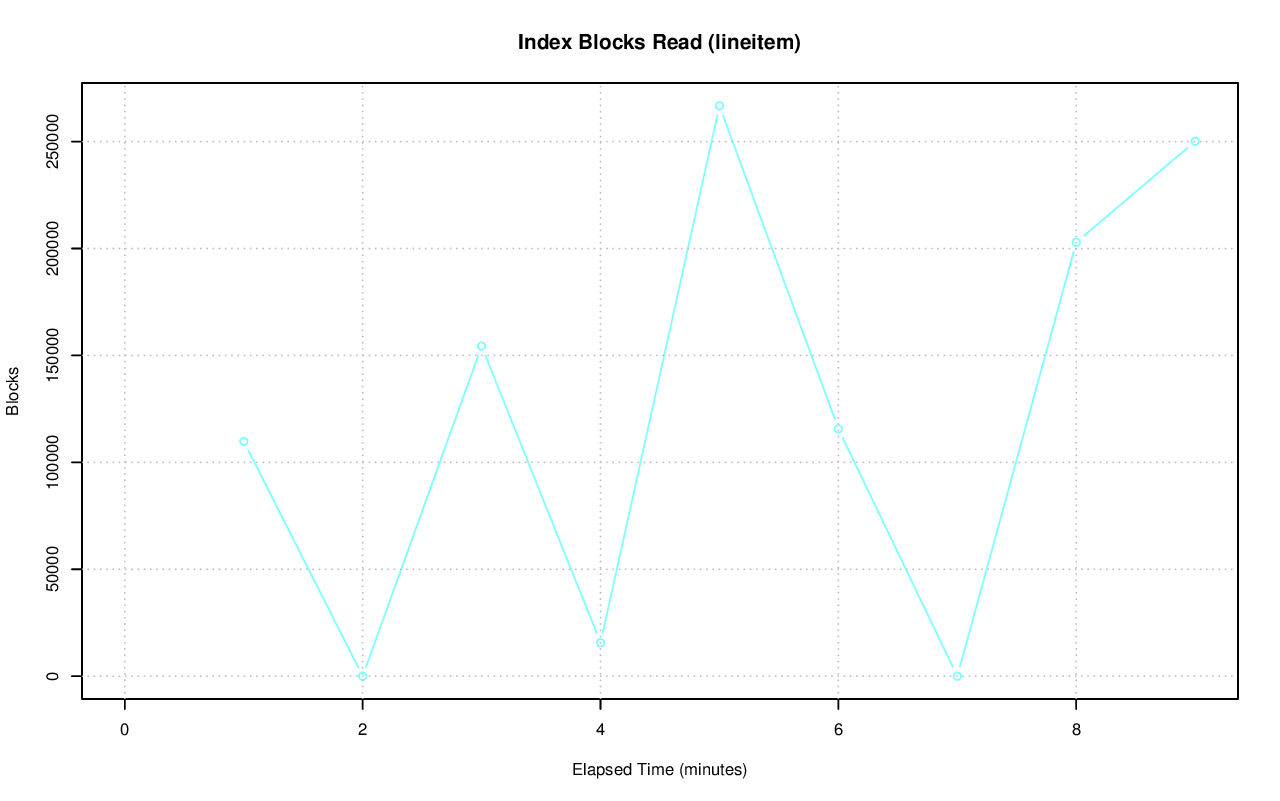 Index Blocks Read (lineitem)
Blocks
250000
200000
150000
100000
50000
0
0 2 4 6 8
Elapsed Time (minutes)